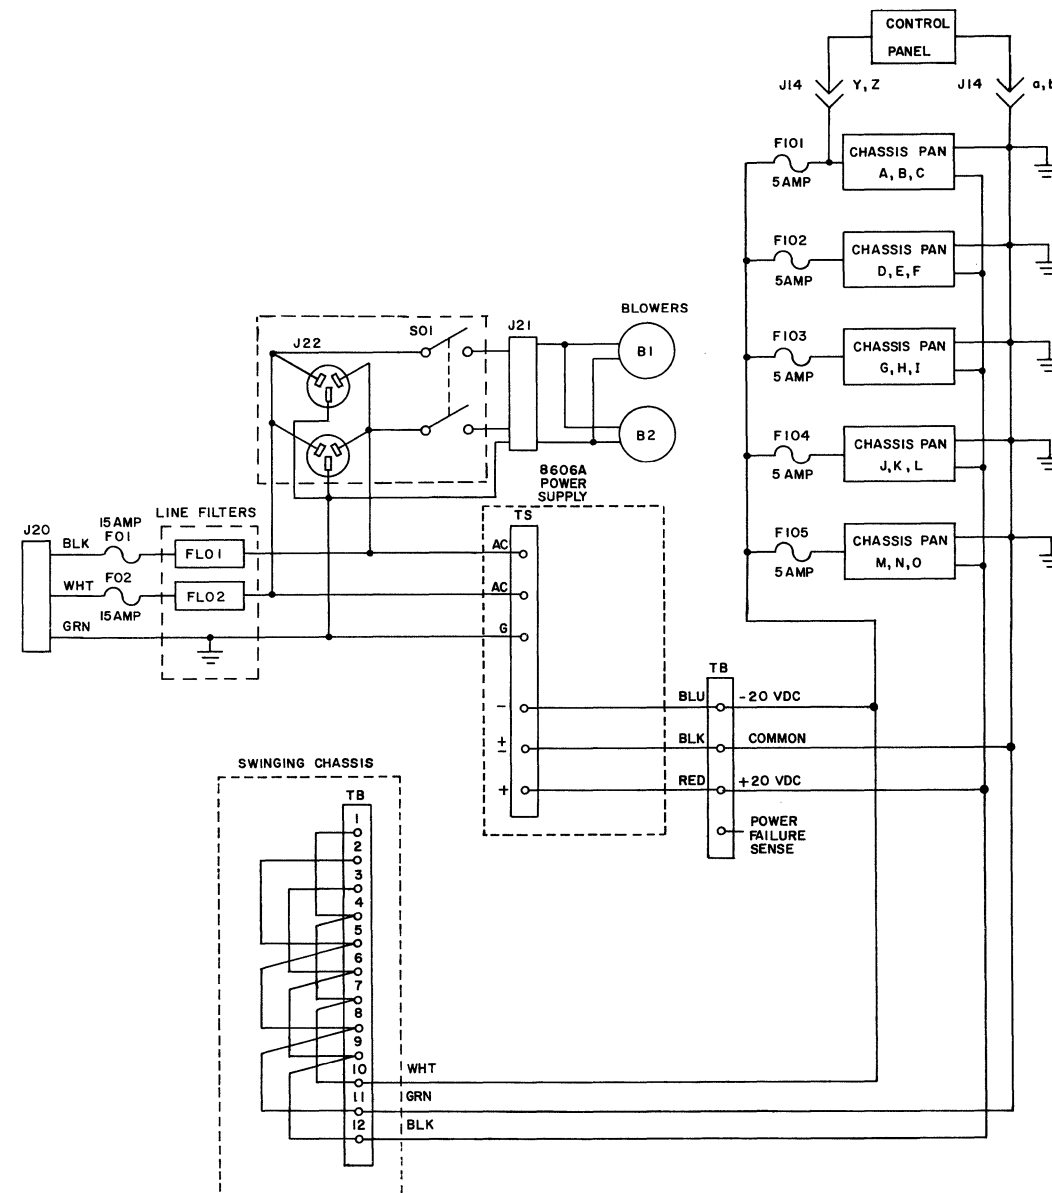 CONTROL
PANEL
J14
Y, Z
J14
a,b
F101
5 AMP
CHASSIS PAN
A, B, C
F102
5AMP
CHASSIS PAN
D, E, F
F103
5 AMP
CHASSIS PAN
G, H, I
F104
5 AMP
CHASSIS PAN
J, K, L
F105
5 AMP
CHASSIS PAN
M, N, O
BLOWERS
B1
B2
J21
S01
J22
8606A
POWER
SUPPLY
TS
AC
AC
G
-
±
+
LINE FILTERS
FL01
FL02
J20
BLK
15 AMP
F01
WHT
F02
15 AMP
GRN
TB
BLU
-20 VDC
BLK
COMMON
RED
+20 VDC
POWER
FAILURE
SENSE
SWINGING CHASSIS
TB
1
2
3
4
5
6
7
8
9
10
11
12
WHT
GRN
BLK